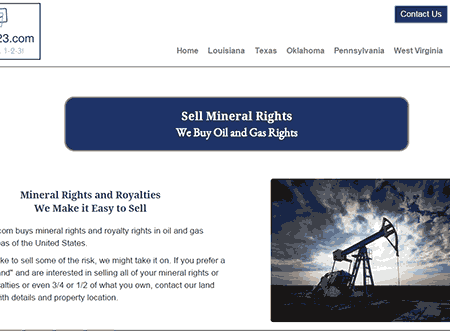 23.com
1-2-3!
Contact Us
Home Louisiana Texas Oklahoma Pennsylvania West Virginia
Sell Mineral Rights
We Buy Oil and Gas Rights
Mineral Rights and Royalties
We Make it Easy to Sell
.com buys mineral rights and royalty rights in oil and gas
of the United States.
to sell some of the risk, we might take it on. If you prefer a
and" and are interested in selling all of your mineral rights or
or even 3/4 or 1/2 of what you own, contact our land
details and property location.